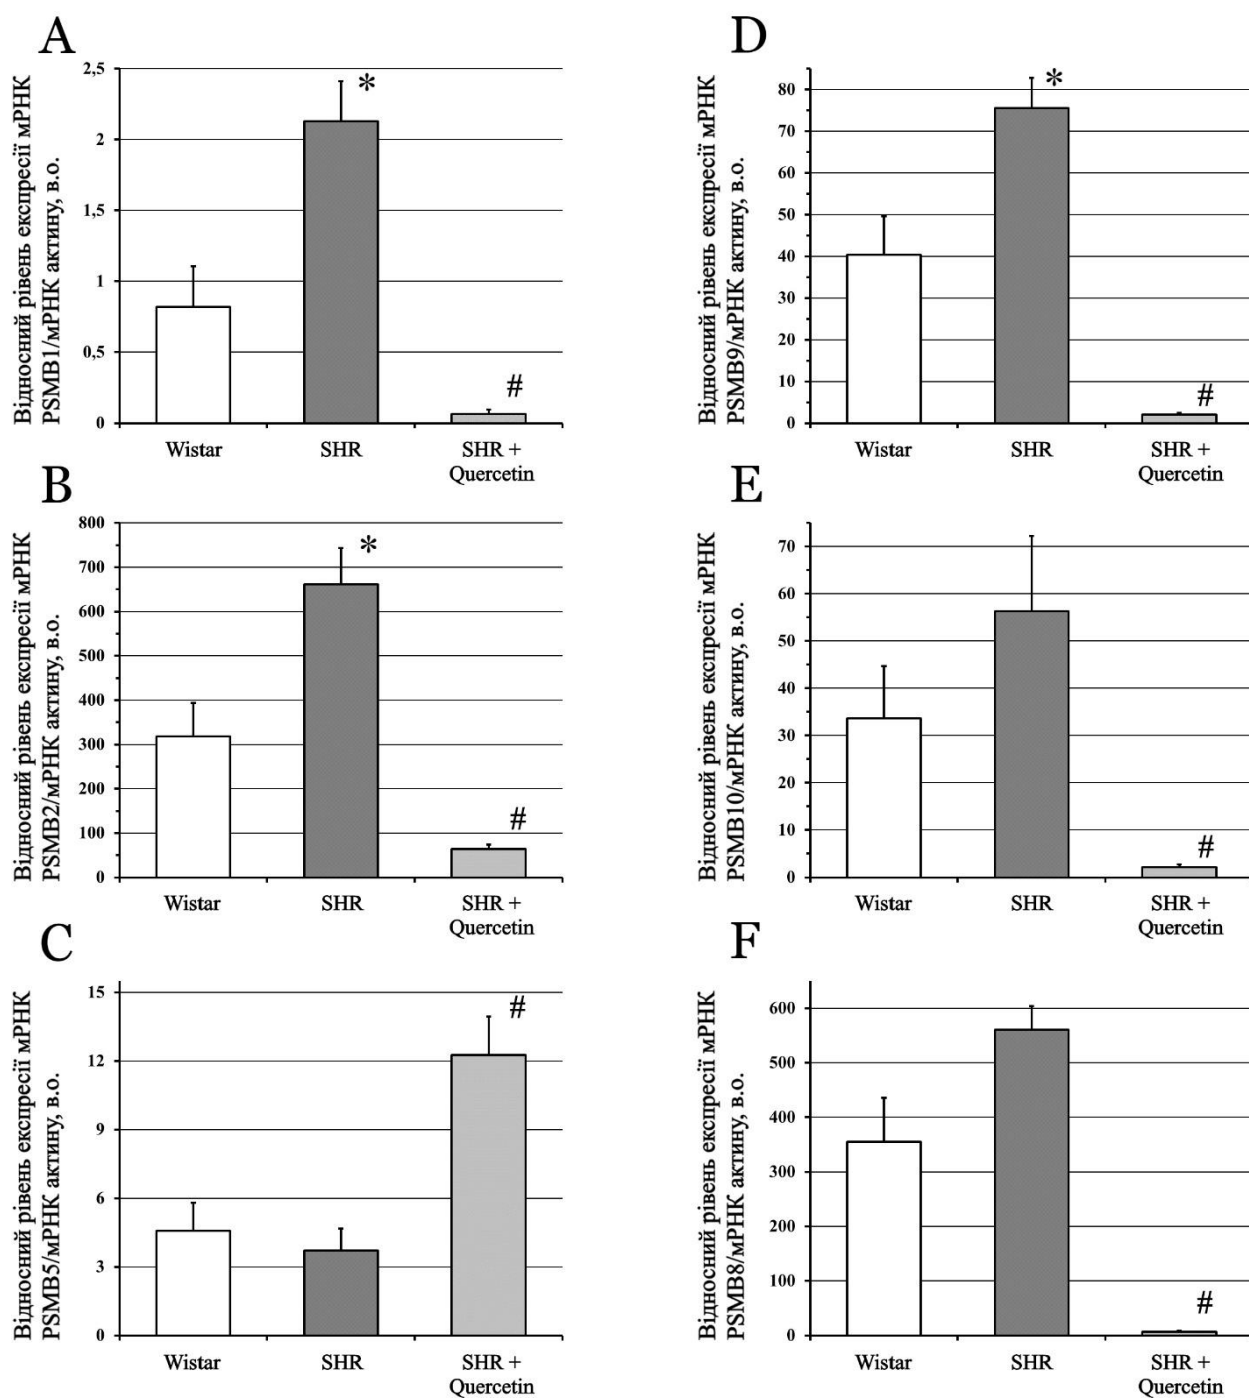 A
Відносний рівень експресії мРНК
PSMB1/мРНК актину, в.о.
2,5
2
1,5
1
0,5
0
*
#
Wistar
SHR
SHR +
Quercetin
B
Відносний рівень експресії мРНК
PSMB2/мРНК актину, в.о.
800
700
600
500
400
300
200
100
0
*
#
Wistar
SHR
SHR +
Quercetin
C
Відносний рівень експресії мРНК
PSMB5/мРНК актину, в.о.
15
12
9
6
3
0
#
Wistar
SHR
SHR +
Quercetin
D
Відносний рівень експресії мРНК
PSMB9/мРНК актину, в.о.
80
70
60
50
40
30
20
10
0
*
#
Wistar
SHR
SHR +
Quercetin
E
Відносний рівень експресії мРНК
PSMB10/мРНК актину, в.о.
70
60
50
40
30
20
10
0
#
Wistar
SHR
SHR +
Quercetin
F
Відносний рівень експресії мРНК
PSMB8/мРНК актину, в.о.
600
500
400
300
200
100
0
#
Wistar
SHR
SHR +
Quercetin